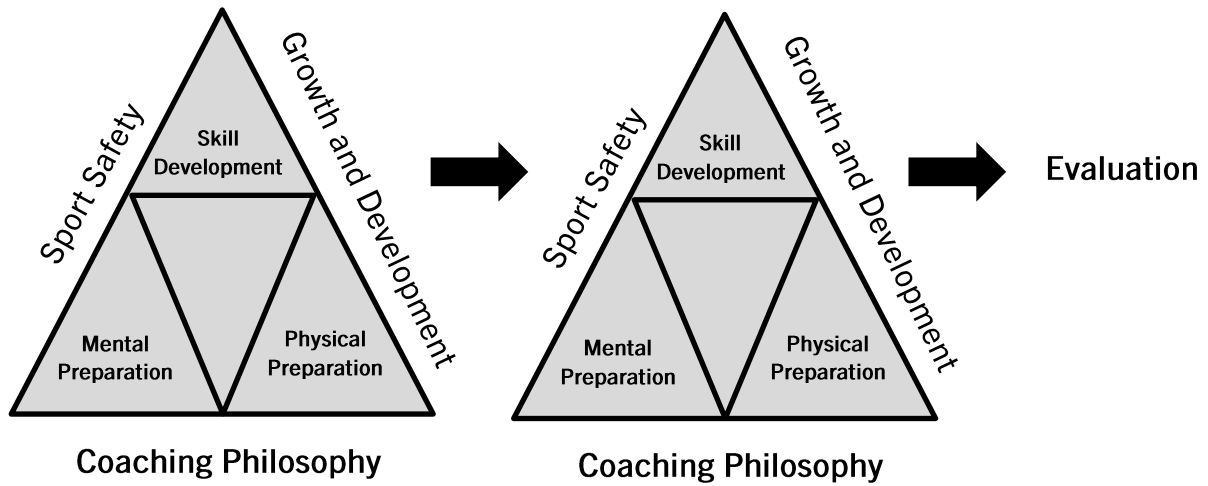 Sport Safety
Growth and Development
Skill
Development
Mental
Preparation
Physical
Preparation
Coaching Philosophy
Sport Safety
Growth and Development
Skill
Development
Mental
Preparation
Physical
Preparation
Coaching Philosophy
Evaluation